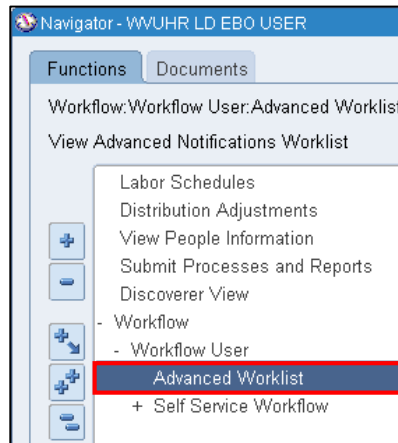 Navigator - WVUHR LD EBO USER
Functions Documents
Workflow:Workflow User:Advanced Worklist
View Advanced Notifications Worklist
Labor Schedules
Distribution Adjustments
View People Information
Submit Processes and Reports
Discoverer View
- Workflow
- Workflow User
Advanced Worklist
+ Self Service Workflow